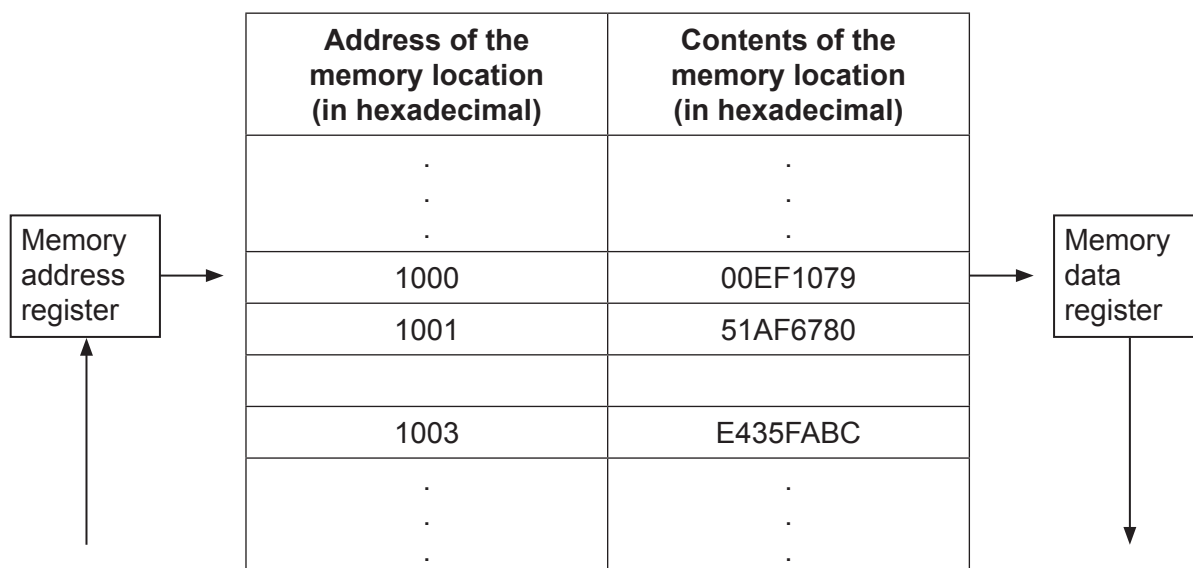 Address of the
memory location
(in hexadecimal)
Contents of the
memory location
(in hexadecimal)
.
.
.
.
.
.
Memory
address
register
1000
00EF1079
1001
51AF6780
1003
E435FABC
Memory
data
register
.
.
.
.
.
.